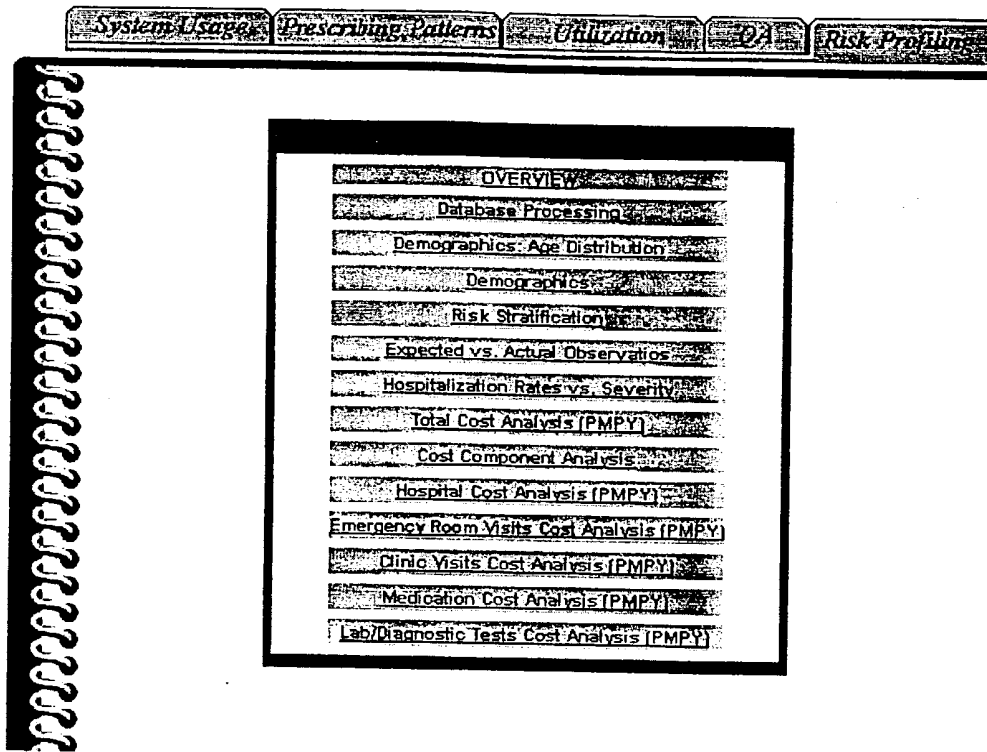 System Usage
Prescribing Patterns
Utilization
QA
Risk Profiling
OVERVIEW
Database Processing
Demographics: Age Distribution
Demographics
Risk Stratification
Expected vs. Actual Observatios
Hospitalization Rates vs. Severity
Total Cost Analysis (PMPY)
Cost Component Analysis
Hospital Cost Analysis (PMPY)
Emergency Room Visits Cost Analysis (PMPY)
Clinic Visits Cost Analysis (PMPY)
Medication Cost Analysis (PMPY)
Lab/Diagnostic Tests Cost Analysis (PMPY)